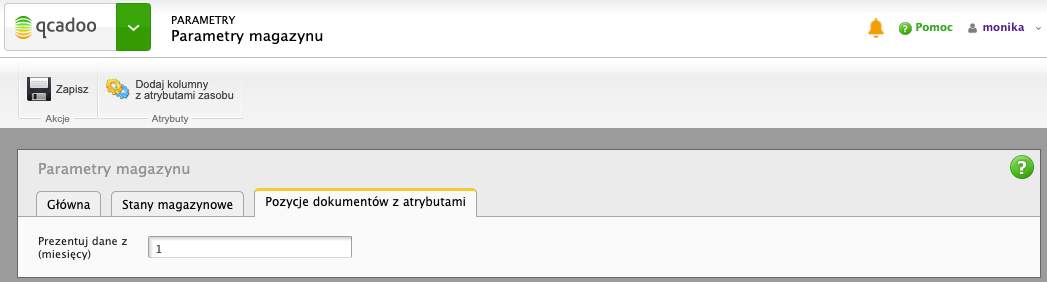 qcadoo
PARAMETRY
Parametry magazynu
Pomoc
monika
Zapisz
Dodaj kolumny
z atrybutami zasobu
Akcje
Atrybuty
Parametry magazynu
?
Główna
Stany magazynowe
Pozycje dokumentów z atrybutami
Prezentuj dane z
(miesięcy)
1